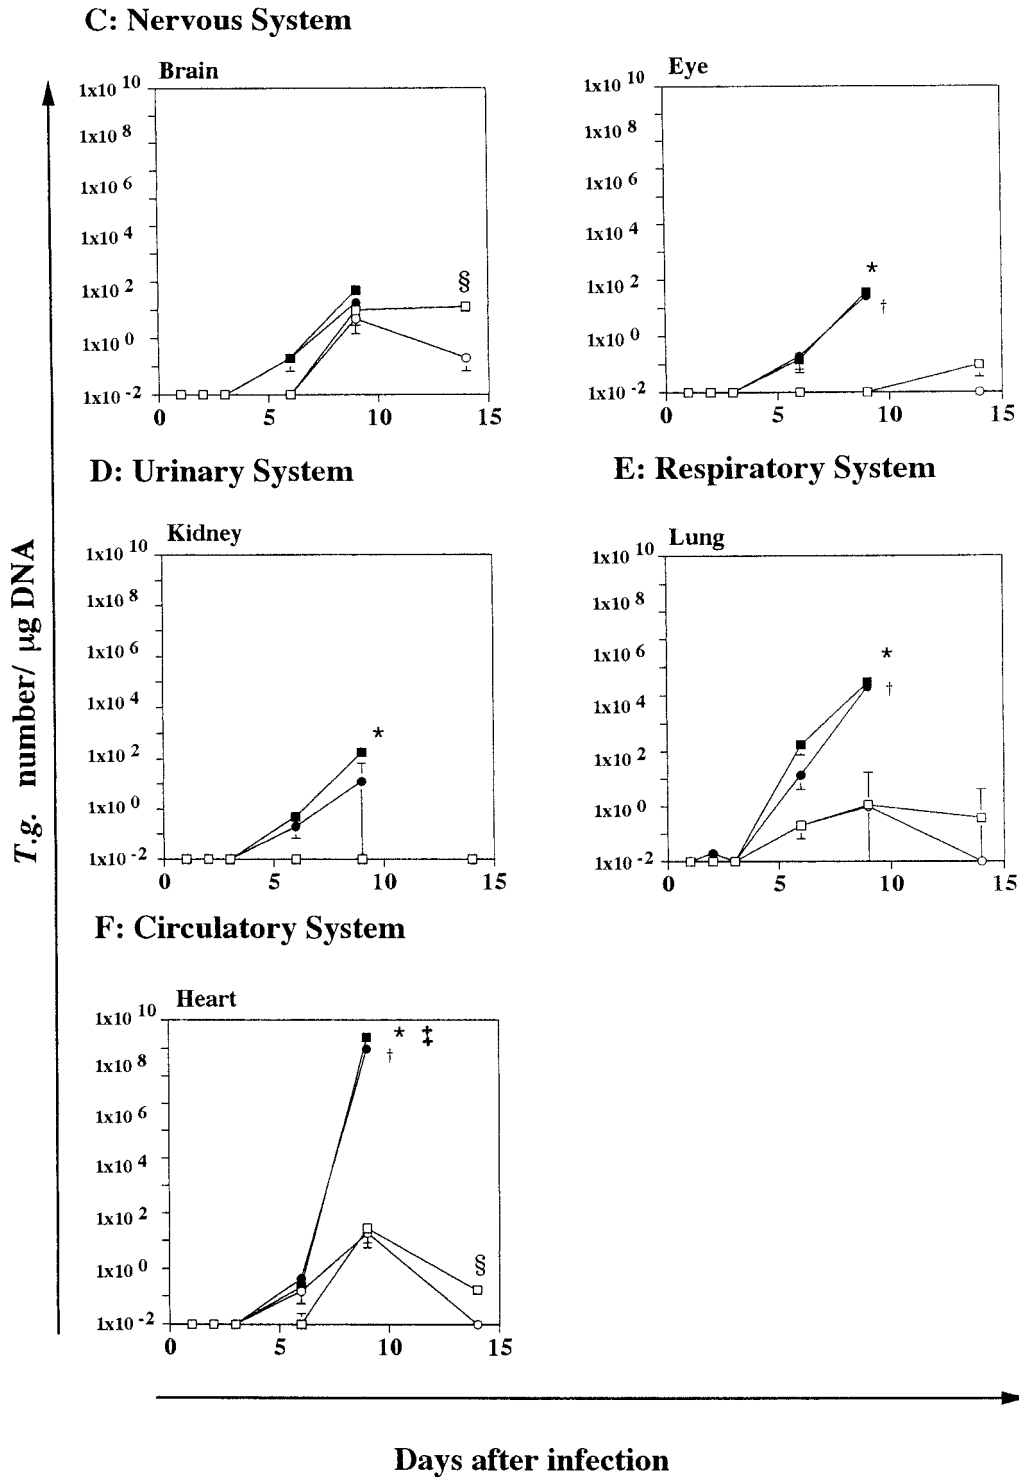 C: Nervous System
Brain
1x10 10
1x10 8
1x10 6
1x10 4
1x10 2
1x10 0
1x10 -2
§
0 5 10 15
Eye
1x10 10
1x10 8
1x10 6
1x10 4
1x10 2
1x10 0
1x10 -2
*
†
0 5 10 15
D: Urinary System
Kidney
1x10 10
1x10 8
1x10 6
1x10 4
1x10 2
1x10 0
1x10 -2
*
0 5 10 15
E: Respiratory System
Lung
1x10 10
1x10 8
1x10 6
1x10 4
1x10 2
1x10 0
1x10 -2
*
†
0 5 10 15
F: Circulatory System
Heart
1x10 10
1x10 8
1x10 6
1x10 4
1x10 2
1x10 0
1x10 -2
* ‡
†
§
0 5 10 15
T.g. number/ µg DNA
Days after infection